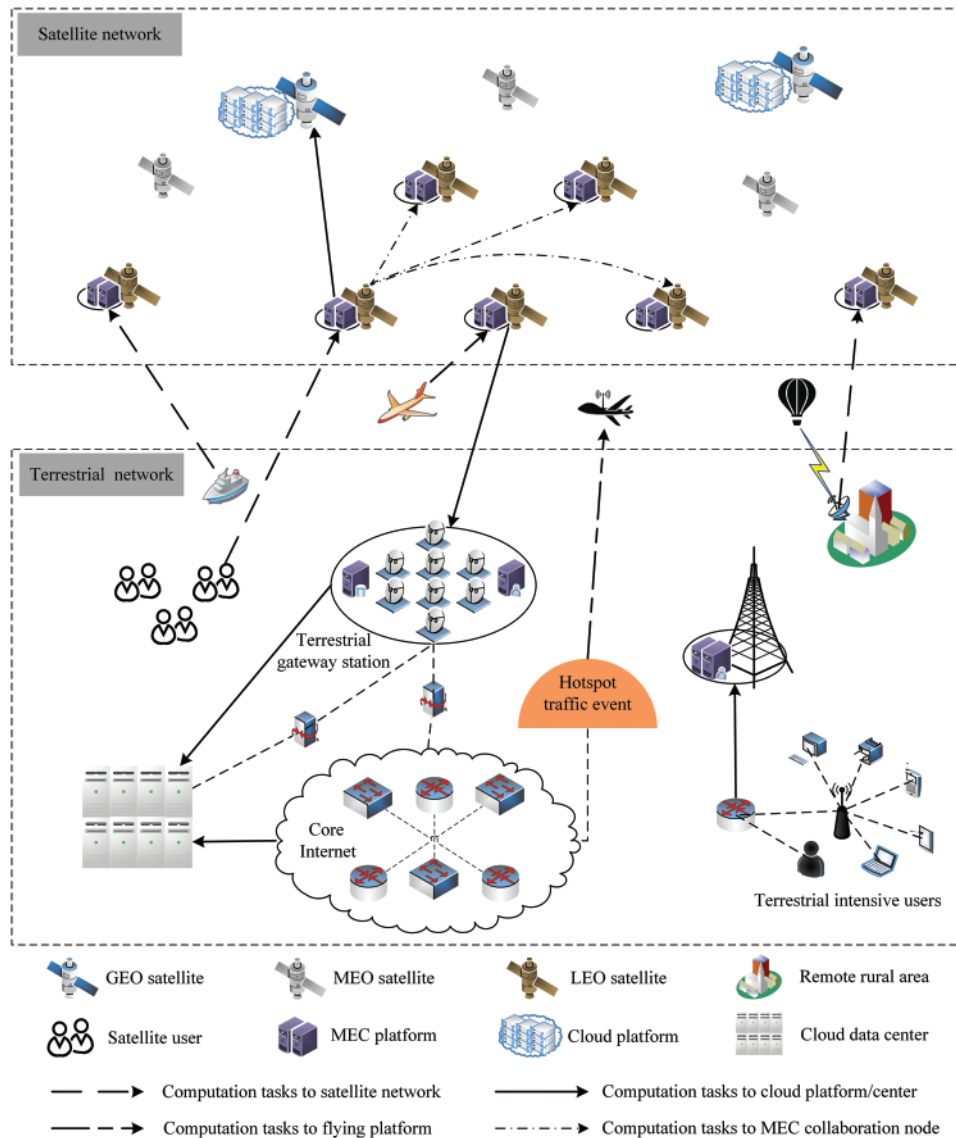 Satellite network
Terrestrial network
Terrestrial
gateway station
Hotspot
traffic event
Core
Internet
Terrestrial intensive users
GEO satellite
MEO satellite
LEO satellite
Remote rural area
Satellite user
MEC platform
Cloud platform
Cloud data center
Computation tasks to satellite network
Computation tasks to cloud platform/center
Computation tasks to flying platform
Computation tasks to MEC collaboration node